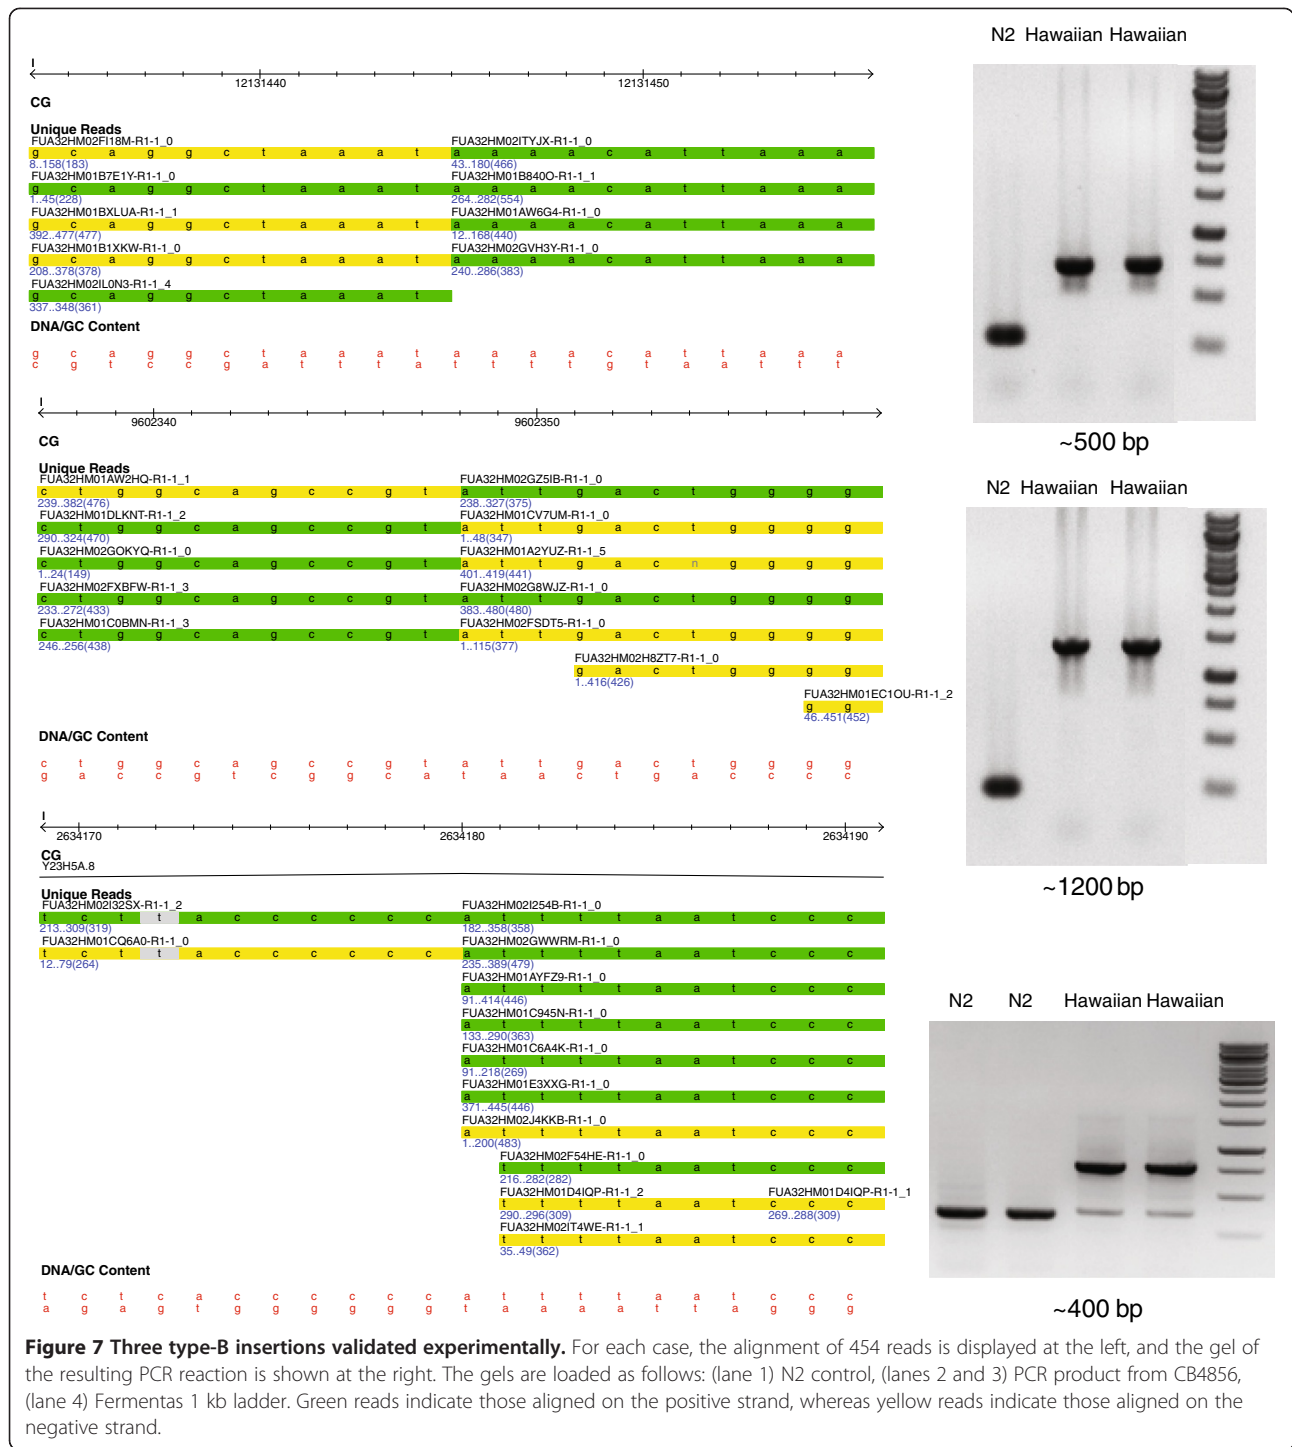 I
12131440 12131450
CG
Unique Reads
FUA32HM02FI18M-R1-1_0 FUA32HM02ITYJX-R1-1_0
g c a g g c t a a a t a a a a c a t t a a a
8..158(183) 43..180(466)
FUA32HM01B7E1Y-R1-1_0 FUA32HM01B84OO-R1-1_1
g c a g g c t a a a t a a a a c a t t a a a
1..45(228) 264..282(554)
FUA32HM01BXLUA-R1-1_1 FUA32HM01AW6G4-R1-1_0
g c a g g c t a a a t a a a a c a t t a a a
392..477(477) 12..168(440)
FUA32HM01B1XKW-R1-1_0 FUA32HM02GVH3Y-R1-1_0
g c a g g c t a a a t a a a a c a t t a a a
208..378(378) 240..286(383)
FUA32HM02IL0N3-R1-1_4
g c a g g c t a a a t
337..348(361)
DNA/GC Content
g c a g g c t a a a t a a a a c a t t a a a
c g t c c g a t t t a t t t t g t a a t t t
N2 Hawaiian Hawaiian
~500 bp
I
9602340 9602350
CG
Unique Reads
FUA32HM01AW2HQ-R1-1_1 FUA32HM02GZ5IB-R1-1_0
c t g g c a g c c g t a t t g a c t g g g g
239..382(476) 238..327(375)
FUA32HM01DLKNT-R1-1_2 FUA32HM01CV7UM-R1-1_0
c t g g c a g c c g t a t t g a c t g g g g
290..324(470) 1..48(347)
FUA32HM02GOKYQ-R1-1_0 FUA32HM01A2YUZ-R1-1_5
c t g g c a g c c g t a t t g a c n g g g g
1..24(149) 401..419(441)
FUA32HM02FXBFW-R1-1_3 FUA32HM02G8WJZ-R1-1_0
c t g g c a g c c g t a t t g a c t g g g g
233..272(433) 383..480(480)
FUA32HM01C0BMN-R1-1_3 FUA32HM02FSDT5-R1-1_0
c t g g c a g c c g t a t t g a c t g g g g
246..256(438) 1..115(377)
FUA32HM02H8ZT7-R1-1_0
g a c t g g g g
1..416(426)
FUA32HM01EC1OU-R1-1_2
g g
46..451(452)
DNA/GC Content
c t g g c a g c c g t a t t g a c t g g g g
g a c c g t c g g c a t a a c t g a c c c c
N2 Hawaiian Hawaiian
~1200 bp
I
2634170 2634180 2634190
CG
Y23H5A.8
Unique Reads
FUA32HM02I32SX-R1-1_2 FUA32HM02I254B-R1-1_0
t c t t a c c c c c c a t t t t a a t c c c
213..309(319) 182..358(358)
FUA32HM01CQ6A0-R1-1_0 FUA32HM02GWWRM-R1-1_0
t c t t a c c c c c c a t t t t a a t c c c
12..79(264) 235..389(479)
FUA32HM01AYFZ9-R1-1_0
a t t t t a a t c c c
91..414(446)
FUA32HM01C945N-R1-1_0
a t t t t a a t c c c
133..290(363)
FUA32HM01C6A4K-R1-1_0
a t t t t a a t c c c
91..218(269)
FUA32HM01E3XXG-R1-1_0
a t t t t a a t c c c
371..445(446)
FUA32HM02J4KKB-R1-1_0
a t t t t a a t c c c
1..200(483)
FUA32HM02F54HE-R1-1_0
t t t t a a t c c c
216..282(282)
FUA32HM01D4IQP-R1-1_2 FUA32HM01D4IQP-R1-1_1
t t t t a a t c c c
290..296(309) 269..288(309)
FUA32HM02IT4WE-R1-1_1
t t t t a a t c c c
35..49(362)
DNA/GC Content
t c t c a c c c c c c a t t t t a a t c c c
a g a g t g g g g g g t a a a a t t a g g g
N2 N2 Hawaiian Hawaiian
~400 bp
Figure 7 Three type-B insertions validated experimentally. For each case, the alignment of 454 reads is displayed at the left, and the gel of
the resulting PCR reaction is shown at the right. The gels are loaded as follows: (lane 1) N2 control, (lanes 2 and 3) PCR product from CB4856,
(lane 4) Fermentas 1 kb ladder. Green reads indicate those aligned on the positive strand, whereas yellow reads indicate those aligned on the
negative strand.